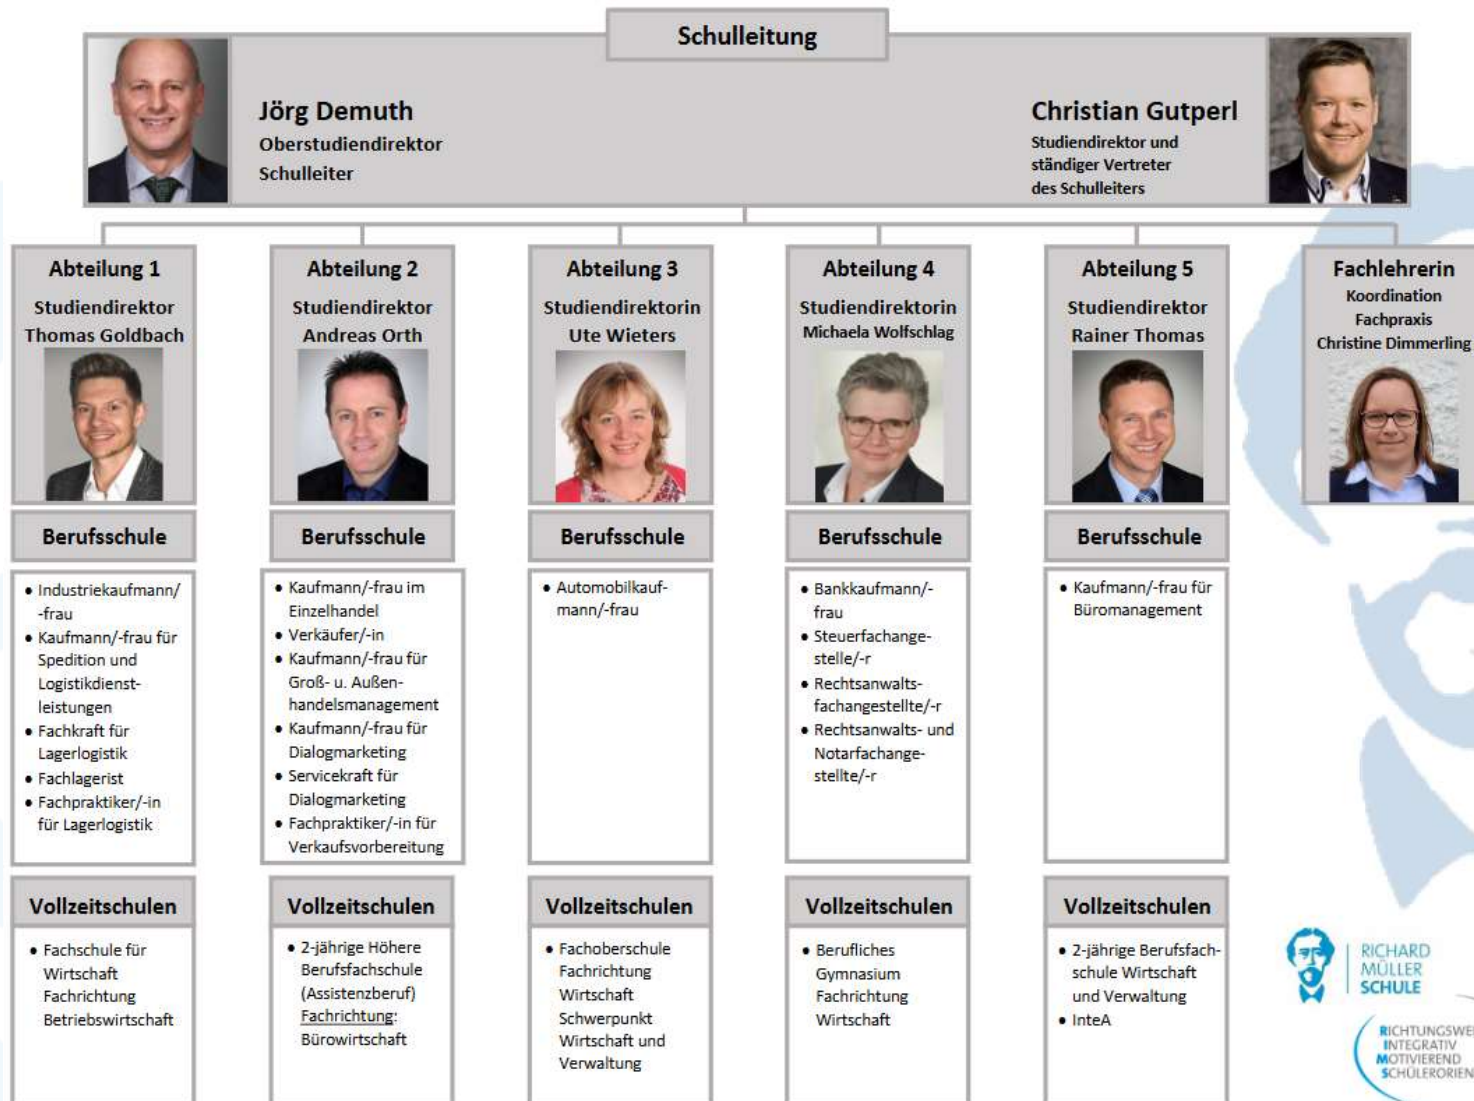 Schulleitung
Jörg Demuth
Oberstudiendirektor
Schulleiter
Christian Gutperl
Studiendirektor und
ständiger Vertreter
des Schulleiters
Abteilung 1
Studiendirektor
Thomas Goldbach
Berufsschule
• Industriekaufmann/
-frau
• Kaufmann/-frau für
Spedition und
Logistikdienst-
leistungen
• Fachkraft für
Lagerlogistik
• Fachlagerist
• Fachpraktiker/-in
für Lagerlogistik
Vollzeitschulen
• Fachschule für
Wirtschaft
Fachrichtung
Betriebswirtschaft
Abteilung 2
Studiendirektor
Andreas Orth
Berufsschule
• Kaufmann/-frau im
Einzelhandel
• Verkäufer/-in
• Kaufmann/-frau für
Groß- u. Außen-
handelsmanagement
• Kaufmann/-frau für
Dialogmarketing
• Servicekraft für
Dialogmarketing
• Fachpraktiker/-in für
Verkaufsvorbereitung
Vollzeitschulen
• 2-jährige Höhere
Berufsfachschule
(Assistenzberuf)
Fachrichtung:
Bürowirtschaft
Abteilung 3
Studiendirektorin
Ute Wieters
Berufsschule
• Automobilkauf-
mann/-frau
Vollzeitschulen
• Fachoberschule
Fachrichtung
Wirtschaft
Schwerpunkt
Wirtschaft und
Verwaltung
Abteilung 4
Studiendirektorin
Michaela Wolfschlag
Berufsschule
• Bankkaufmann/-
frau
• Steuerfachange-
stelle/-r
• Rechtsanwalts-
fachangestellte/-r
• Rechtsanwalts- und
Notarfachange-
stellte/-r
Vollzeitschulen
• Berufliches
Gymnasium
Fachrichtung
Wirtschaft
Abteilung 5
Studiendirektor
Rainer Thomas
Berufsschule
• Kaufmann/-frau für
Büromanagement
Vollzeitschulen
• 2-jährige Berufsfach-
schule Wirtschaft
und Verwaltung
• InteA
Fachlehrerin
Koordination
Fachpraxis
Christine Dimmerling
RICHARD
MÜLLER
SCHULE
INTEGRATIV
MOTIVIEREND